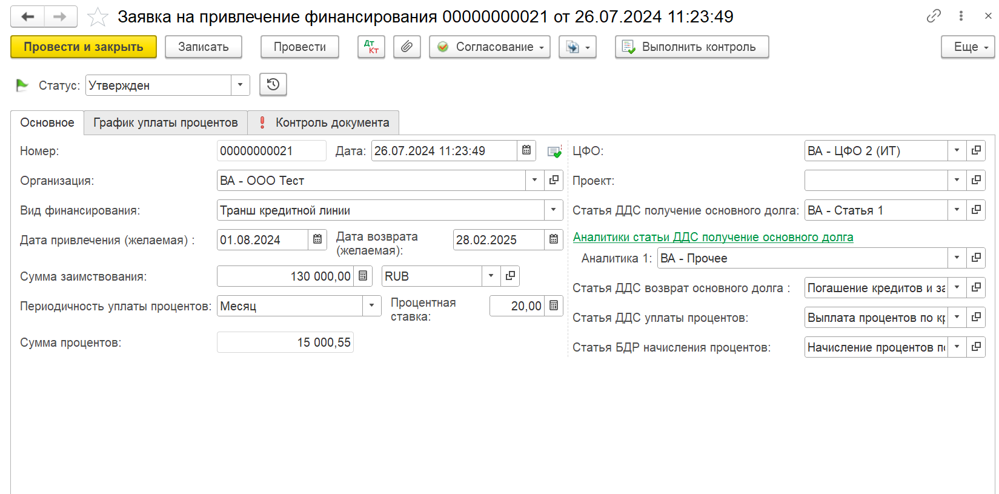 Заявка на привлечение финансирования 00000000021 от 26.07.2024 11:23:49
Провести и закрыть Записать Провести Дт Кт Согласование Выполнить контроль Еще
Статус: Утвержден
Основное График уплаты процентов Контроль документа
Номер: 00000000021 Дата: 26.07.2024 11:23:49 ЦФО: ВА - ЦФО 2 (ИТ)
Организация: ВА - ООО Тест Проект:
Вид финансирования: Транш кредитной линии Статья ДДС получение основного долга: ВА - Статья 1
Дата привлечения (желаемая) : 01.08.2024 Дата возврата (желаемая): 28.02.2025 Аналитики статьи ДДС получение основного долга
Аналитика 1: ВА - Прочее
Сумма заимствования: 130 000,00 RUB Статья ДДС возврат основного долга : Погашение кредитов и за
Периодичность уплаты процентов: Месяц Процентная ставка: 20,00 Статья ДДС уплаты процентов: Выплата процентов по кр
Сумма процентов: 15 000,55 Статья БДР начисления процентов: Начисление процентов по